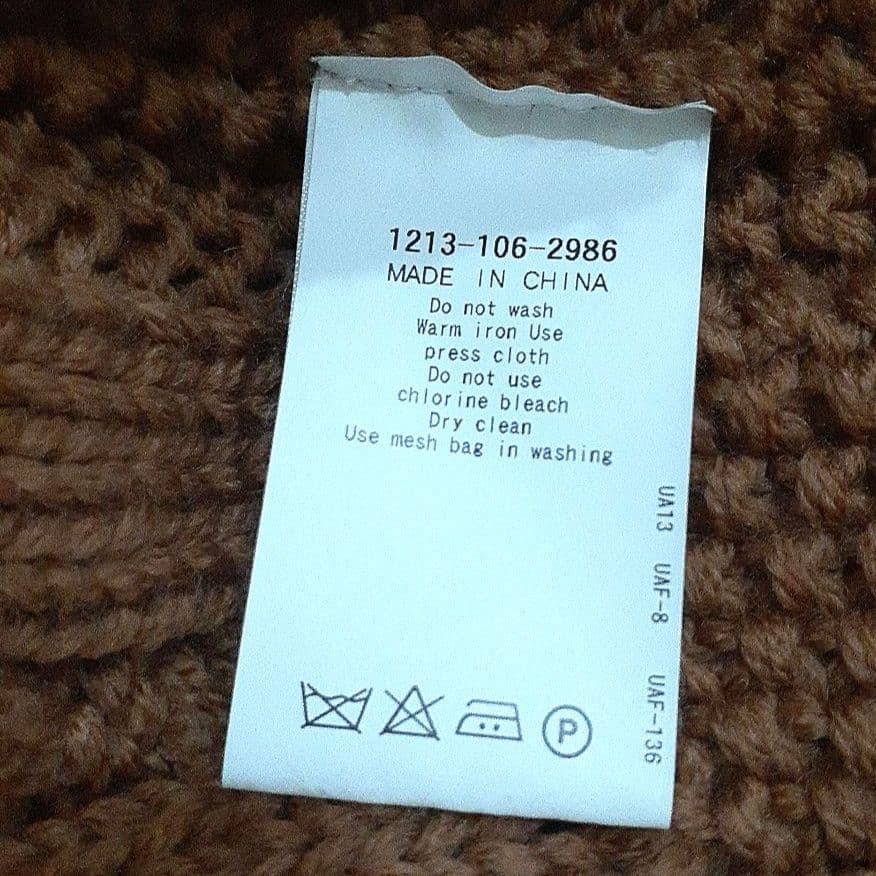 1213-106-2986
MADE IN CHINA
Do not wash
Warm iron Use
press cloth
Do not use
chlorine bleach
Dry clean
Use mesh bag in washing
UA13 UAF-8 UAF-136
P